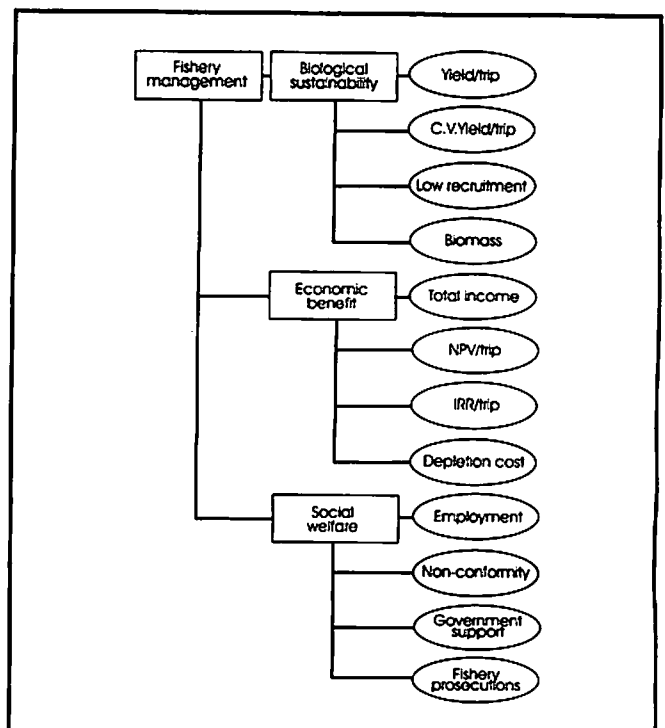 Fishery
management
Biological
sustainability
Yield/trip
C.V.Yield/trip
Low recruitment
Biomass
Economic
benefit
Total income
NPV/trip
IRR/trip
Depletion cost
Social
welfare
Employment
Non-conformity
Government
support
Fishery
prosecutions